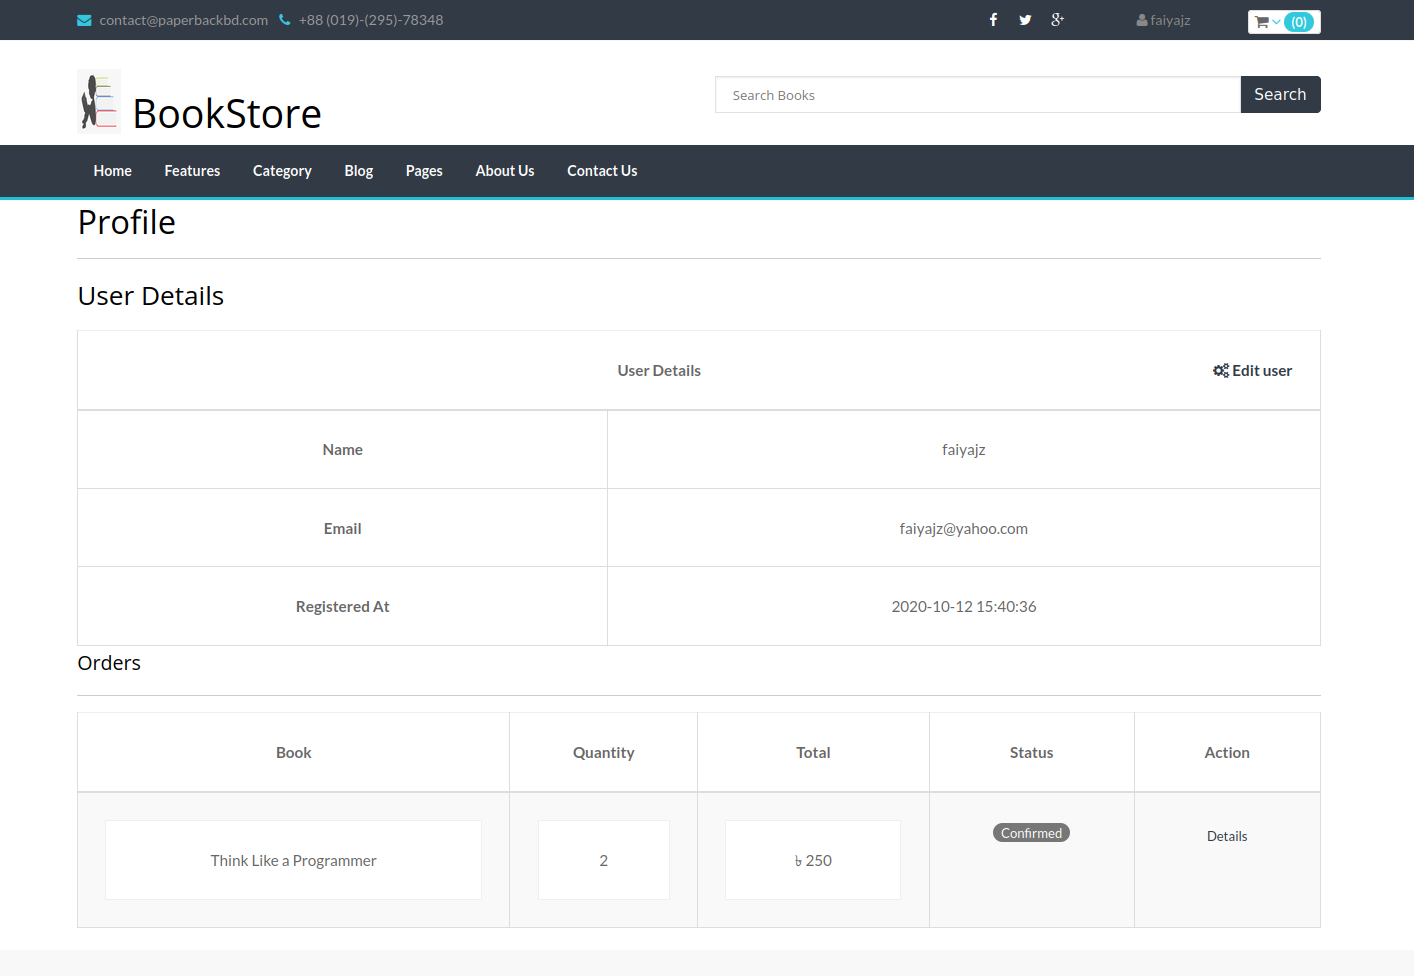 contact@paperbackbd.com +88 (019)-(295)-78348 faiyajz (0)
BookStore
Search Books Search
Home Features Category Blog Pages About Us Contact Us
Profile
User Details
User Details Edit user
Name faiyajz
Email faiyajz@yahoo.com
Registered At 2020-10-12 15:40:36
Orders
Book Quantity Total Status Action
Think Like a Programmer 2 ৳ 250 Confirmed Details